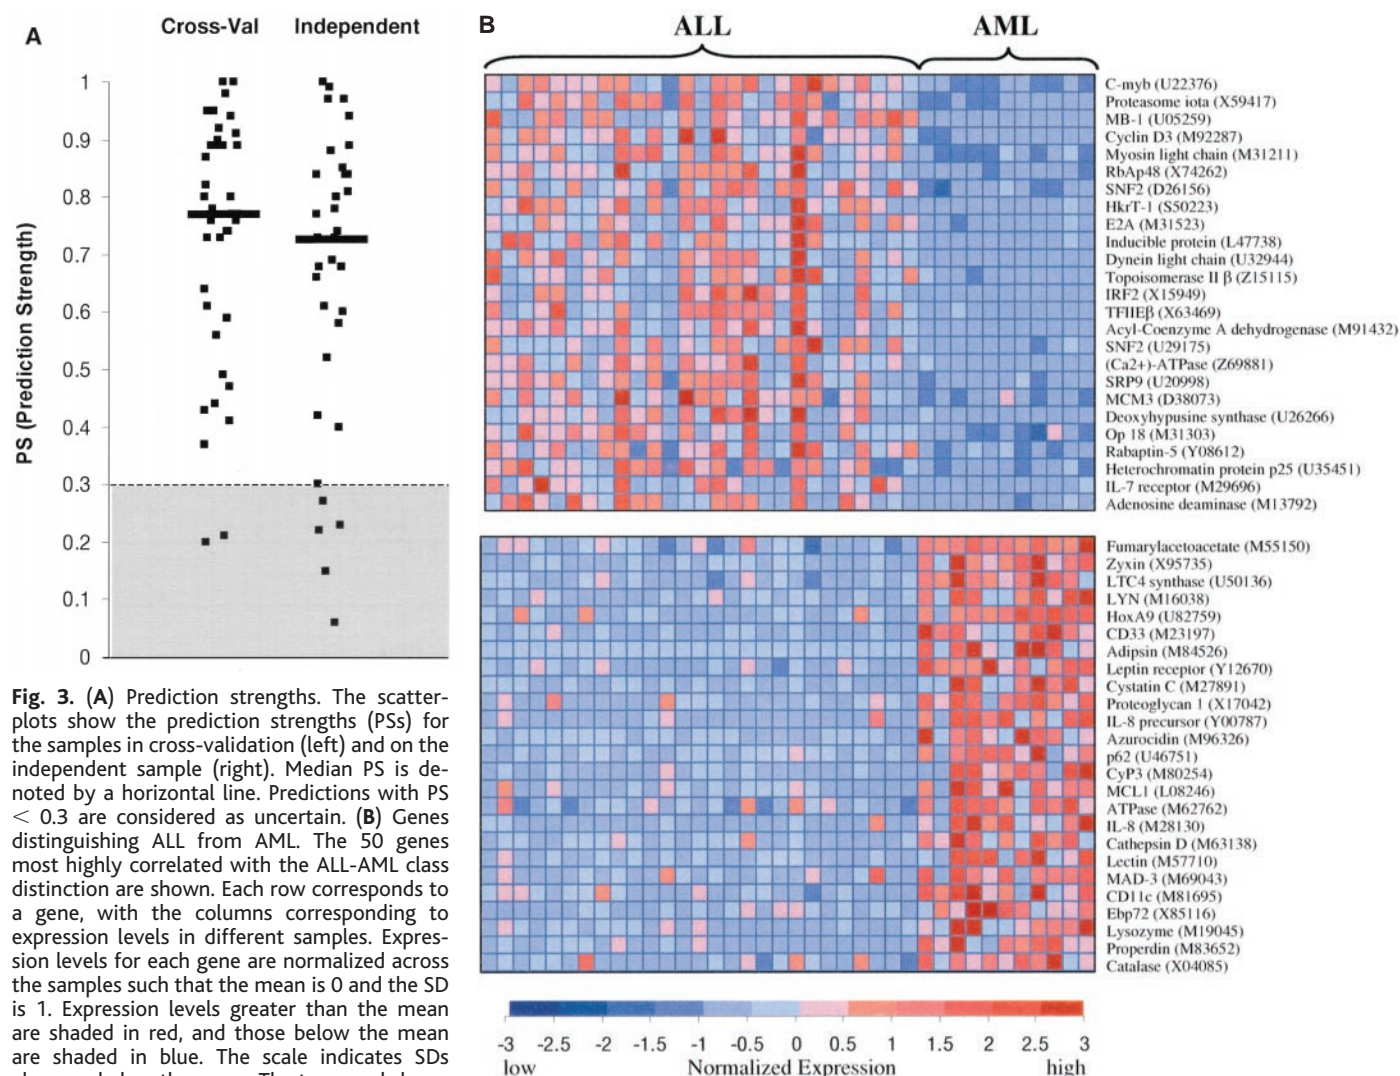 A
Cross-Val Independent
PS (Prediction Strength)
1
0.9
0.8
0.7
0.6
0.5
0.4
0.3
0.2
0.1
0
Fig. 3. (A) Prediction strengths. The scatter-
plots show the prediction strengths (PSs) for
the samples in cross-validation (left) and on the
independent sample (right). Median PS is de-
noted by a horizontal line. Predictions with PS
< 0.3 are considered as uncertain. (B) Genes
distinguishing ALL from AML. The 50 genes
most highly correlated with the ALL-AML class
distinction are shown. Each row corresponds to
a gene, with the columns corresponding to
expression levels in different samples. Expres-
sion levels for each gene are normalized across
the samples such that the mean is 0 and the SD
is 1. Expression levels greater than the mean
are shaded in red, and those below the mean
are shaded in blue. The scale indicates SDs
B
ALL AML
C-myb (U22376)
Proteasome iota (X59417)
MB-1 (U05259)
Cyclin D3 (M92287)
Myosin light chain (M31211)
RbAp48 (X74262)
SNF2 (D26156)
HkrT-1 (S50223)
E2A (M31523)
Inducible protein (L47738)
Dynein light chain (U32944)
Topoisomerase II β (Z15115)
IRF2 (X15949)
TFIIEβ (X63469)
Acyl-Coenzyme A dehydrogenase (M91432)
SNF2 (U29175)
(Ca2+)-ATPase (Z69881)
SRP9 (U20998)
MCM3 (D38073)
Deoxyhypusine synthase (U26266)
Op 18 (M31303)
Rabaptin-5 (Y08612)
Heterochromatin protein p25 (U35451)
IL-7 receptor (M29696)
Adenosine deaminase (M13792)
Fumarylacetoacetate (M55150)
Zyxin (X95735)
LTC4 synthase (U50136)
LYN (M16038)
HoxA9 (U82759)
CD33 (M23197)
Adipsin (M84526)
Leptin receptor (Y12670)
Cystatin C (M27891)
Proteoglycan 1 (X17042)
IL-8 precursor (Y00787)
Azurocidin (M96326)
p62 (U46751)
CyP3 (M80254)
MCL1 (L08246)
ATPase (M62762)
IL-8 (M28130)
Cathepsin D (M63138)
Lectin (M57710)
MAD-3 (M69043)
CD11c (M81695)
Ebp72 (X85116)
Lysozyme (M19045)
Properdin (M83652)
Catalase (X04085)
-3 -2.5 -2 -1.5 -1 -0.5 0 0.5 1 1.5 2 2.5 3
low Normalized Expression high